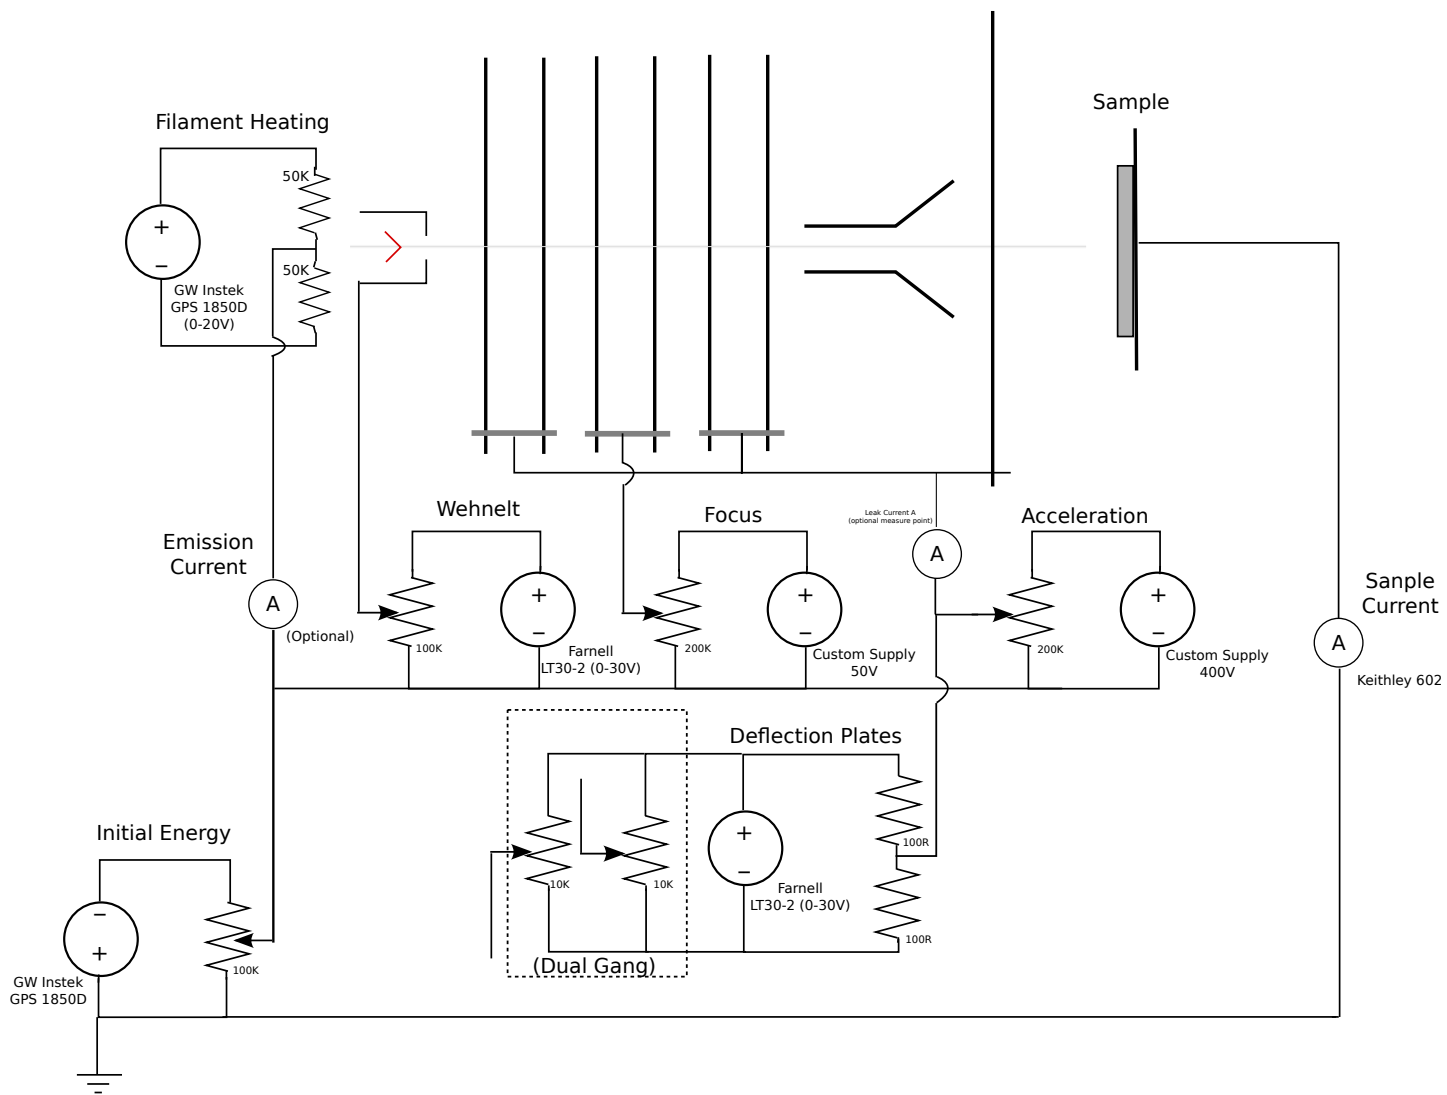 Sample
Filament Heating
50K
+
−
50K
GW Instek
GPS 1850D
(0-20V)
Wehnelt
Focus
Leak Current A
(optional measure point)
Acceleration
Emission
Current
A
A
(Optional)
+
−
100K
Farnell
LT30-2 (0-30V)
+
−
200K
Custom Supply
50V
+
−
200K
Custom Supply
400V
Sanple
Current
A
Keithley 602
Deflection Plates
10K
10K
+
−
100R
Farnell
LT30-2 (0-30V)
100R
(Dual Gang)
Initial Energy
−
+
100K
GW Instek
GPS 1850D